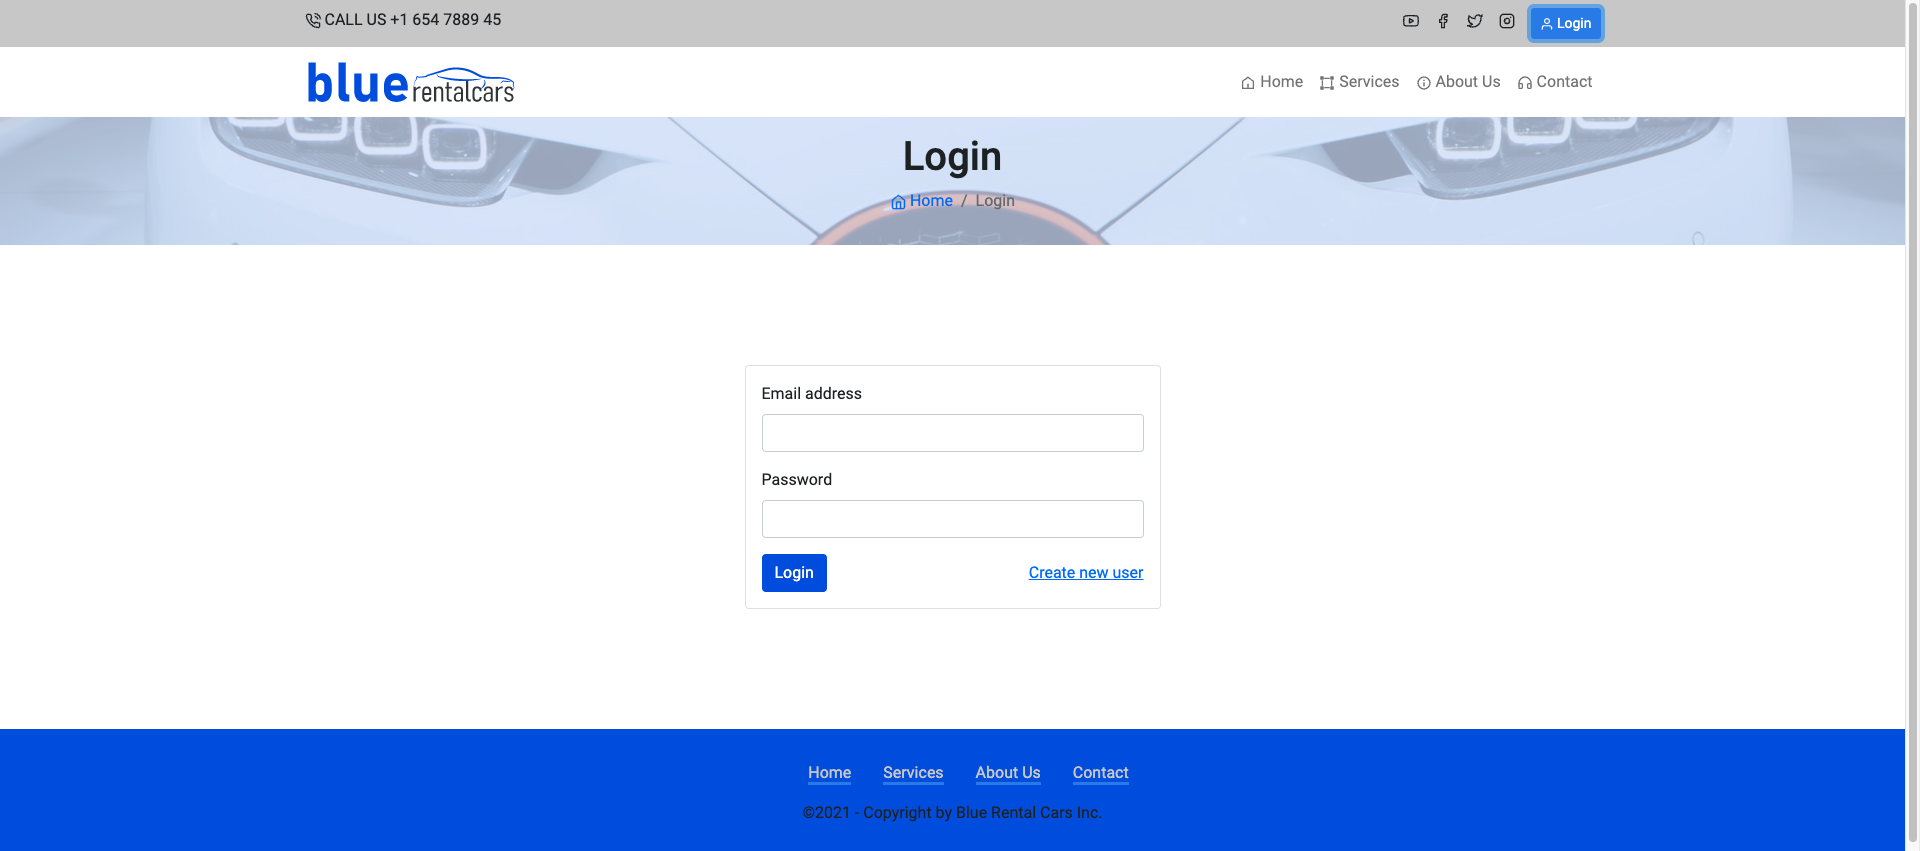 CALL US +1 654 7889 45
Login
blue rentalcars
Home Services About Us Contact
Login
Home / Login
Email address
Password
Login Create new user
Home Services About Us Contact
©2021 - Copyright by Blue Rental Cars Inc.